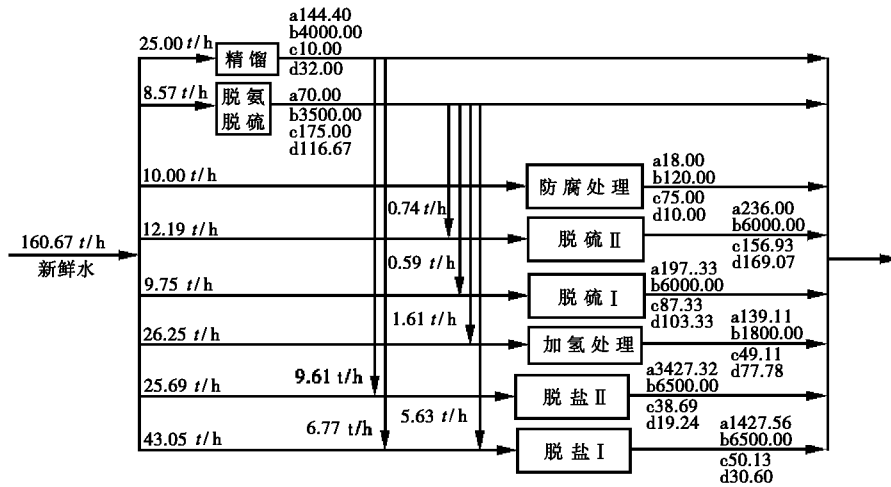 25.00 t/h
精馏
a144.40
b4000.00
c10.00
d32.00
8.57 t/h
脱氨
脱硫
a70.00
b3500.00
c175.00
d116.67
10.00 t/h
防腐处理
a18.00
b120.00
c75.00
d10.00
0.74 t/h
12.19 t/h
脱硫Ⅱ
a236.00
b6000.00
c156.93
d169.07
160.67 t/h
新鲜水
0.59 t/h
9.75 t/h
脱硫Ⅰ
a197..33
b6000.00
c87.33
d103.33
1.61 t/h
26.25 t/h
加氢处理
a139.11
b1800.00
c49.11
d77.78
9.61 t/h
25.69 t/h
脱盐Ⅱ
a3427.32
b6500.00
c38.69
d19.24
6.77 t/h
5.63 t/h
43.05 t/h
脱盐Ⅰ
a1427.56
b6500.00
c50.13
d30.60